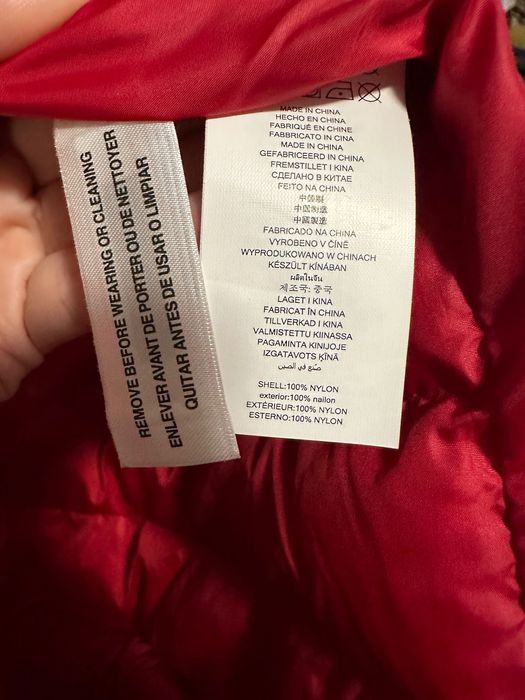 REMOVE BEFORE WEARING OR CLEANING
ENLEVER AVANT DE PORTER OU DE NETTOYER
QUITAR ANTES DE USAR O LIMPIAR
MADE IN CHINA
HECHO EN CHINA
FABRIQUÉ EN CHINE
FABBRICATO IN CINA
MADE IN CHINA
GEFABRICEERD IN CHINA
FREMSTILLET I KINA
СДЕЛАНО В КИТАЕ
FEITO NA CHINA
中国製
中国制造
中國製造
FABRICADO NA CHINA
VYROBENO V ČÍNĚ
WYPRODUKOWANO W CHINACH
KÉSZÜLT KÍNÁBAN
ผลิตในจีน
제조국: 중국
LAGET I KINA
FABRICAT ÎN CHINA
TILLVERKAD I KINA
VALMISTETTU KIINASSA
PAGAMINTA KINIJOJE
IZGATAVOTS ĶĪNĀ
صنع في الصين
SHELL:100% NYLON
exterior:100% nailon
EXTÉRIEUR:100% NYLON
ESTERNO:100% NYLON